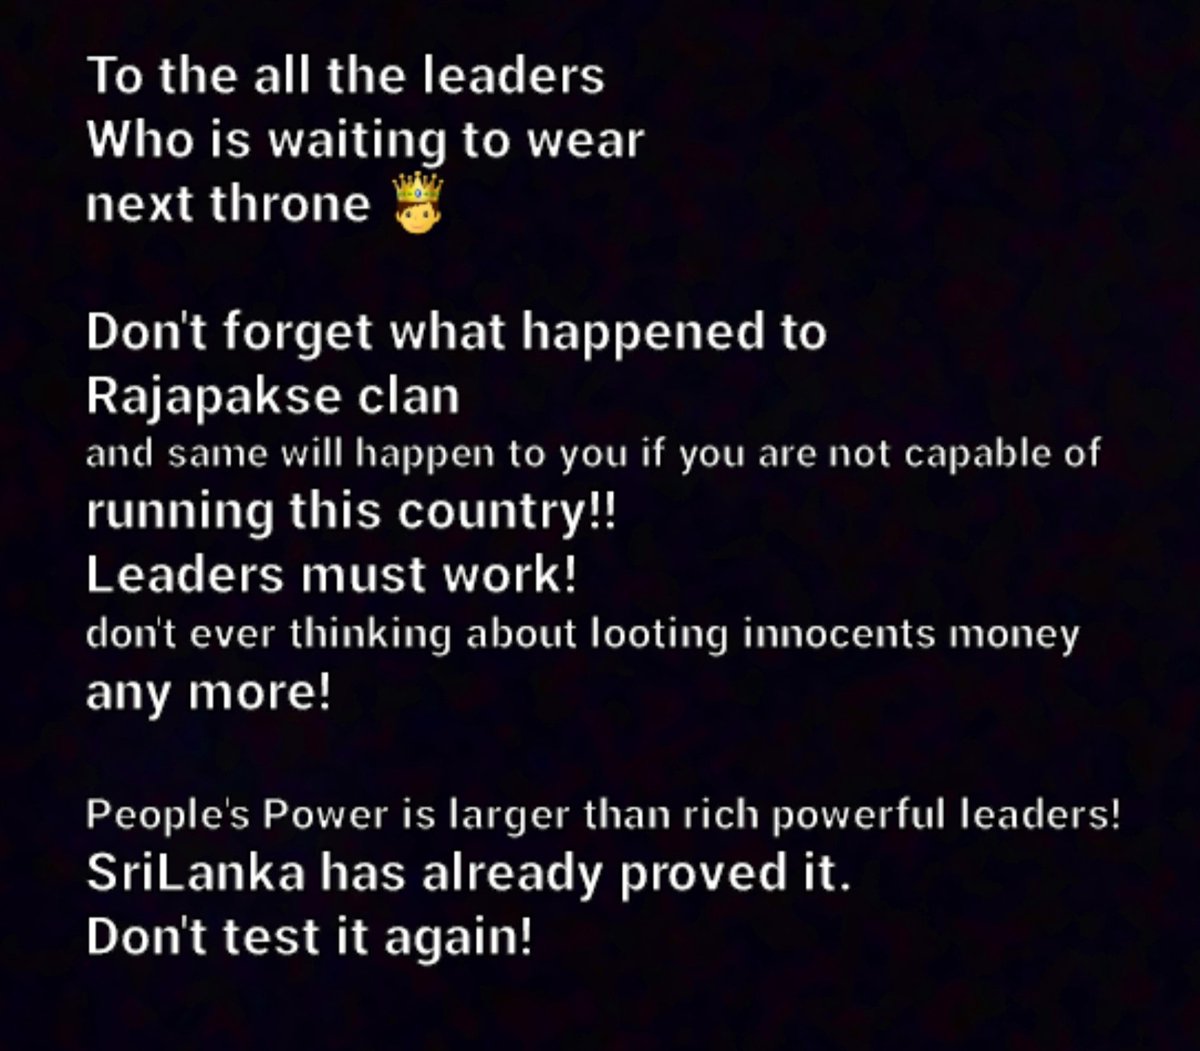 To the all the leaders
Who is waiting to wear
next throne 🤴
Don't forget what happened to
Rajapakse clan
and same will happen to you if you are not capable of
running this country!!
Leaders must work!
don't ever thinking about looting innocents money
any more!
People's Power is larger than rich powerful leaders!
SriLanka has already proved it.
Don't test it again!